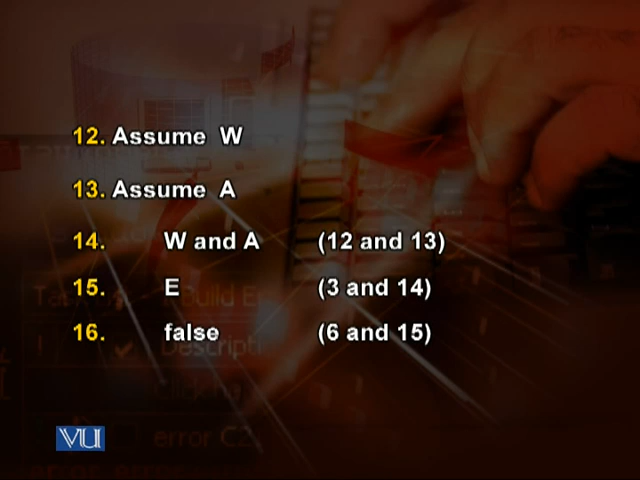 12. Assume W
13. Assume A
14. W and A (12 and 13)
15. E (3 and 14)
16. false (6 and 15)
VU